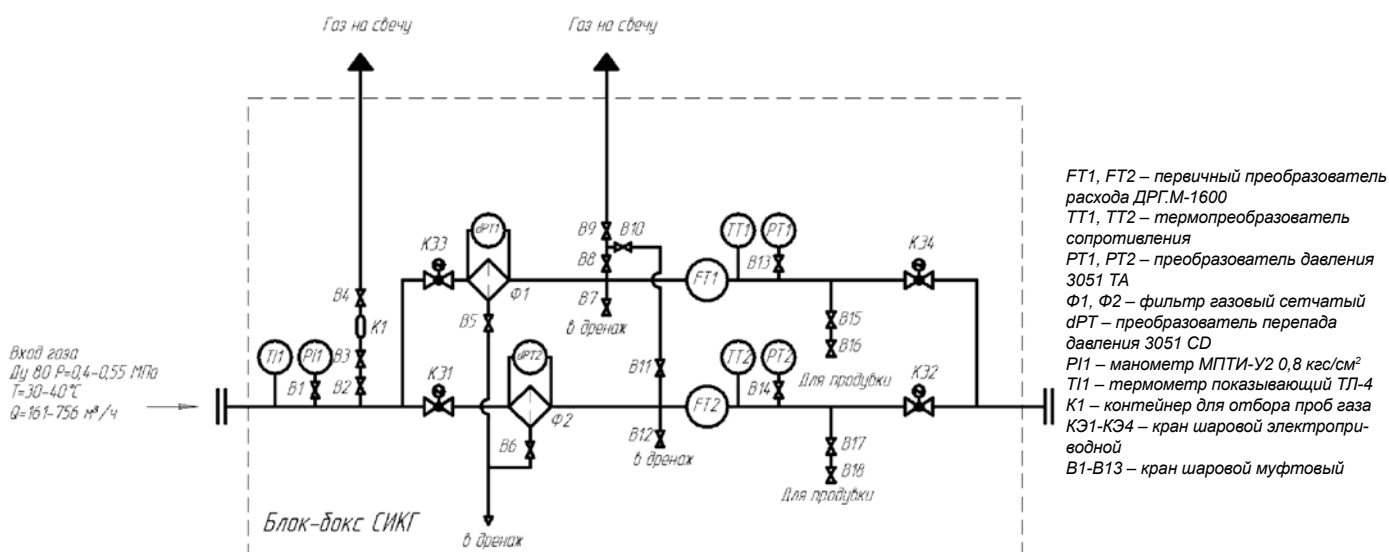 Газ на свечу
Газ на свечу
Вход газа
Ду 80 Р=0,4-0,55 МПа
Т=30-40°С
Q=161-756 м³/ч
TI1
PI1
В1
В4
К1
В3
В2
КЭ3
КЭ1
dPT1
Ф1
В5
dPT2
Ф2
В6
в дренаж
В9
В10
В8
В7
в дренаж
В11
В12
в дренаж
FT1
TT1
PT1
В13
FT2
TT2
PT2
В14
В15
В16
Для продувки
В17
В18
Для продувки
КЭ4
КЭ2
Блок-бокс СИКГ
FT1, FT2 – первичный преобразователь
расхода ДРГ.М-1600
TT1, TT2 – термопреобразователь
сопротивления
PT1, PT2 – преобразователь давления
3051 ТА
Ф1, Ф2 – фильтр газовый сетчатый
dPT – преобразователь перепада
давления 3051 CD
PI1 – манометр МПТИ-У2 0,8 кгс/см²
TI1 – термометр показывающий ТЛ-4
К1 – контейнер для отбора проб газа
КЭ1-КЭ4 – кран шаровой электропри-
водной
В1-В13 – кран шаровой муфтовый